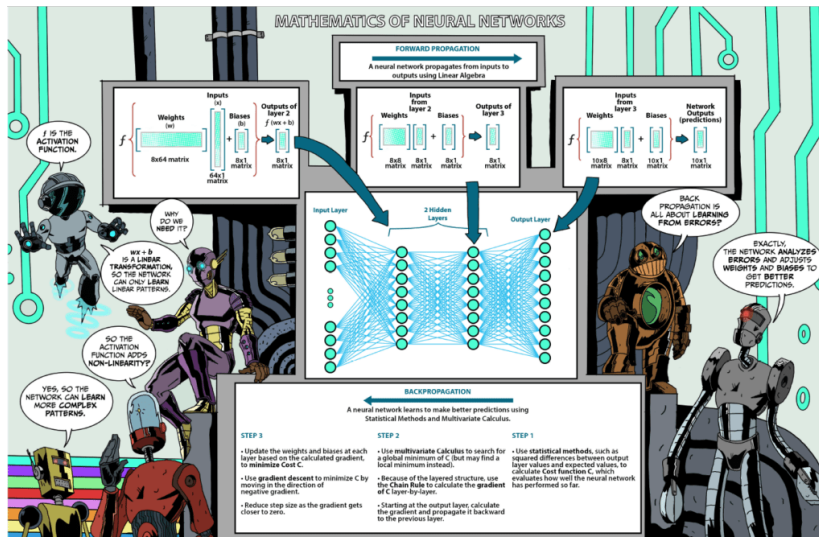 MATHEMATICS OF NEURAL NETWORKS
FORWARD PROPAGATION
A neural network propagates from inputs to
outputs using Linear Algebra
Inputs
(x)
Weights
(w)
Biases
(b)
Outputs of
layer 2
f (wx + b)
f
+
8x64 matrix
64x1
matrix
8x1
matrix
8x1
matrix
Inputs
from
layer 2
Weights
Biases
Outputs of
layer 3
f
+
8x8
matrix
8x1
matrix
8x1
matrix
8x1
matrix
Inputs
from
layer 3
Weights
Biases
Network
Outputs
(predictions)
f
+
10x8
matrix
8x1
matrix
10x1
matrix
10x1
matrix
f IS THE
ACTIVATION
FUNCTION.
WHY
DO WE
NEED IT?
wx + b
IS A LINEAR
TRANSFORMATION,
SO THE NETWORK
CAN ONLY LEARN
LINEAR PATTERNS.
SO THE
ACTIVATION
FUNCTION ADDS
NON-LINEARITY?
YES, SO THE
NETWORK CAN LEARN
MORE COMPLEX
PATTERNS.
Input Layer
2 Hidden
Layers
Output Layer
BACK
PROPAGATION
IS ALL ABOUT LEARNING
FROM ERRORS?
EXACTLY,
THE NETWORK ANALYZES
ERRORS AND ADJUSTS
WEIGHTS AND BIASES TO
GET BETTER
PREDICTIONS.
BACKPROPAGATION
A neural network learns to make better predictions using
Statistical Methods and Multivariate Calculus.
STEP 3
• Update the weights and biases at each
layer based on the calculated gradient,
to minimize Cost C.
• Use gradient descent to minimize C by
moving in the direction of
negative gradient.
• Reduce step size as the gradient gets
closer to zero.
STEP 2
• Use multivariate Calculus to search for
a global minimum of C (but may find a
local minimum instead).
• Because of the layered structure, use
the Chain Rule to calculate the gradient
of C layer-by-layer.
• Starting at the output layer, calculate
the gradient and propagate it backward
to the previous layer.
STEP 1
• Use statistical methods, such as
squared differences between output
layer values and expected values, to
calculate Cost function C, which
evaluates how well the neural network
has performed so far.